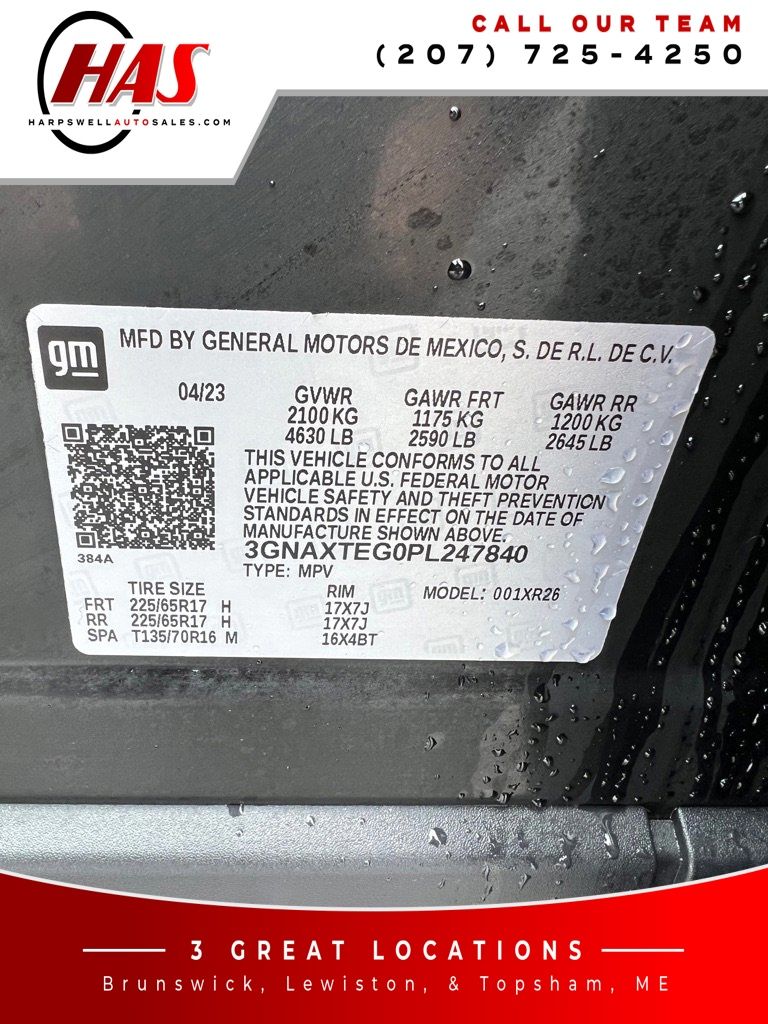 HAS
HARPSWELLAUTOSALES.COM
CALL OUR TEAM
(207) 725-4250
gm
MFD BY GENERAL MOTORS DE MEXICO, S. DE R.L. DE C.V.
04/23 GVWR GAWR FRT GAWR RR
2100 KG 1175 KG 1200 KG
4630 LB 2590 LB 2645 LB
THIS VEHICLE CONFORMS TO ALL
APPLICABLE U.S. FEDERAL MOTOR
VEHICLE SAFETY AND THEFT PREVENTION
STANDARDS IN EFFECT ON THE DATE OF
MANUFACTURE SHOWN ABOVE.
384A
3GNAXTEG0PL247840
TYPE: MPV
TIRE SIZE RIM MODEL: 001XR26
FRT 225/65R17 H 17X7J
RR 225/65R17 H 17X7J
SPA T135/70R16 M 16X4BT
3 GREAT LOCATIONS
Brunswick, Lewiston, & Topsham, ME